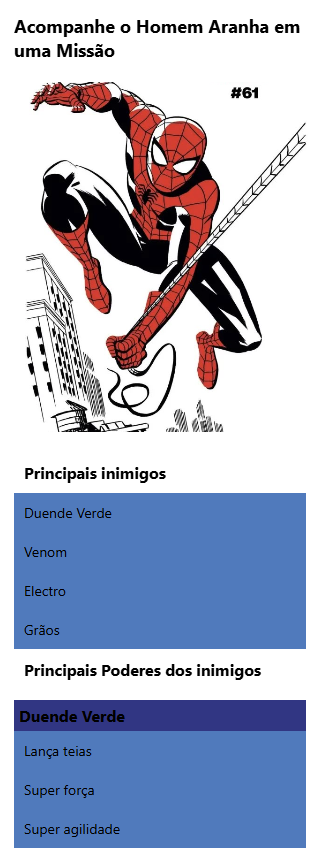 Acompanhe o Homem Aranha em
uma Missão
#61
Principais inimigos
Duende Verde
Venom
Electro
Grãos
Principais Poderes dos inimigos
Duende Verde
Lança teias
Super força
Super agilidade